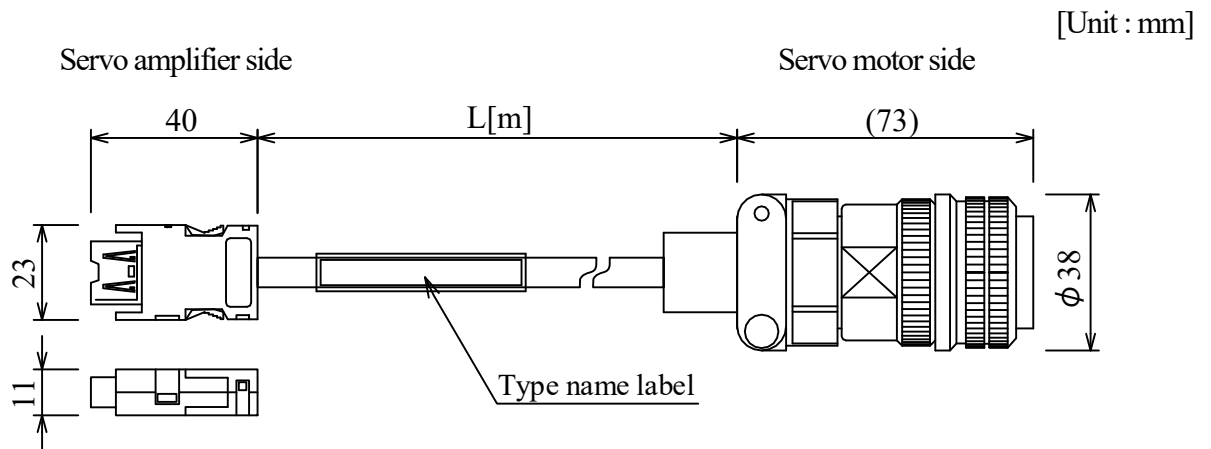 [Unit : mm]
Servo amplifier side
Servo motor side
40
L[m]
(73)
23
ϕ38
11
Type name label